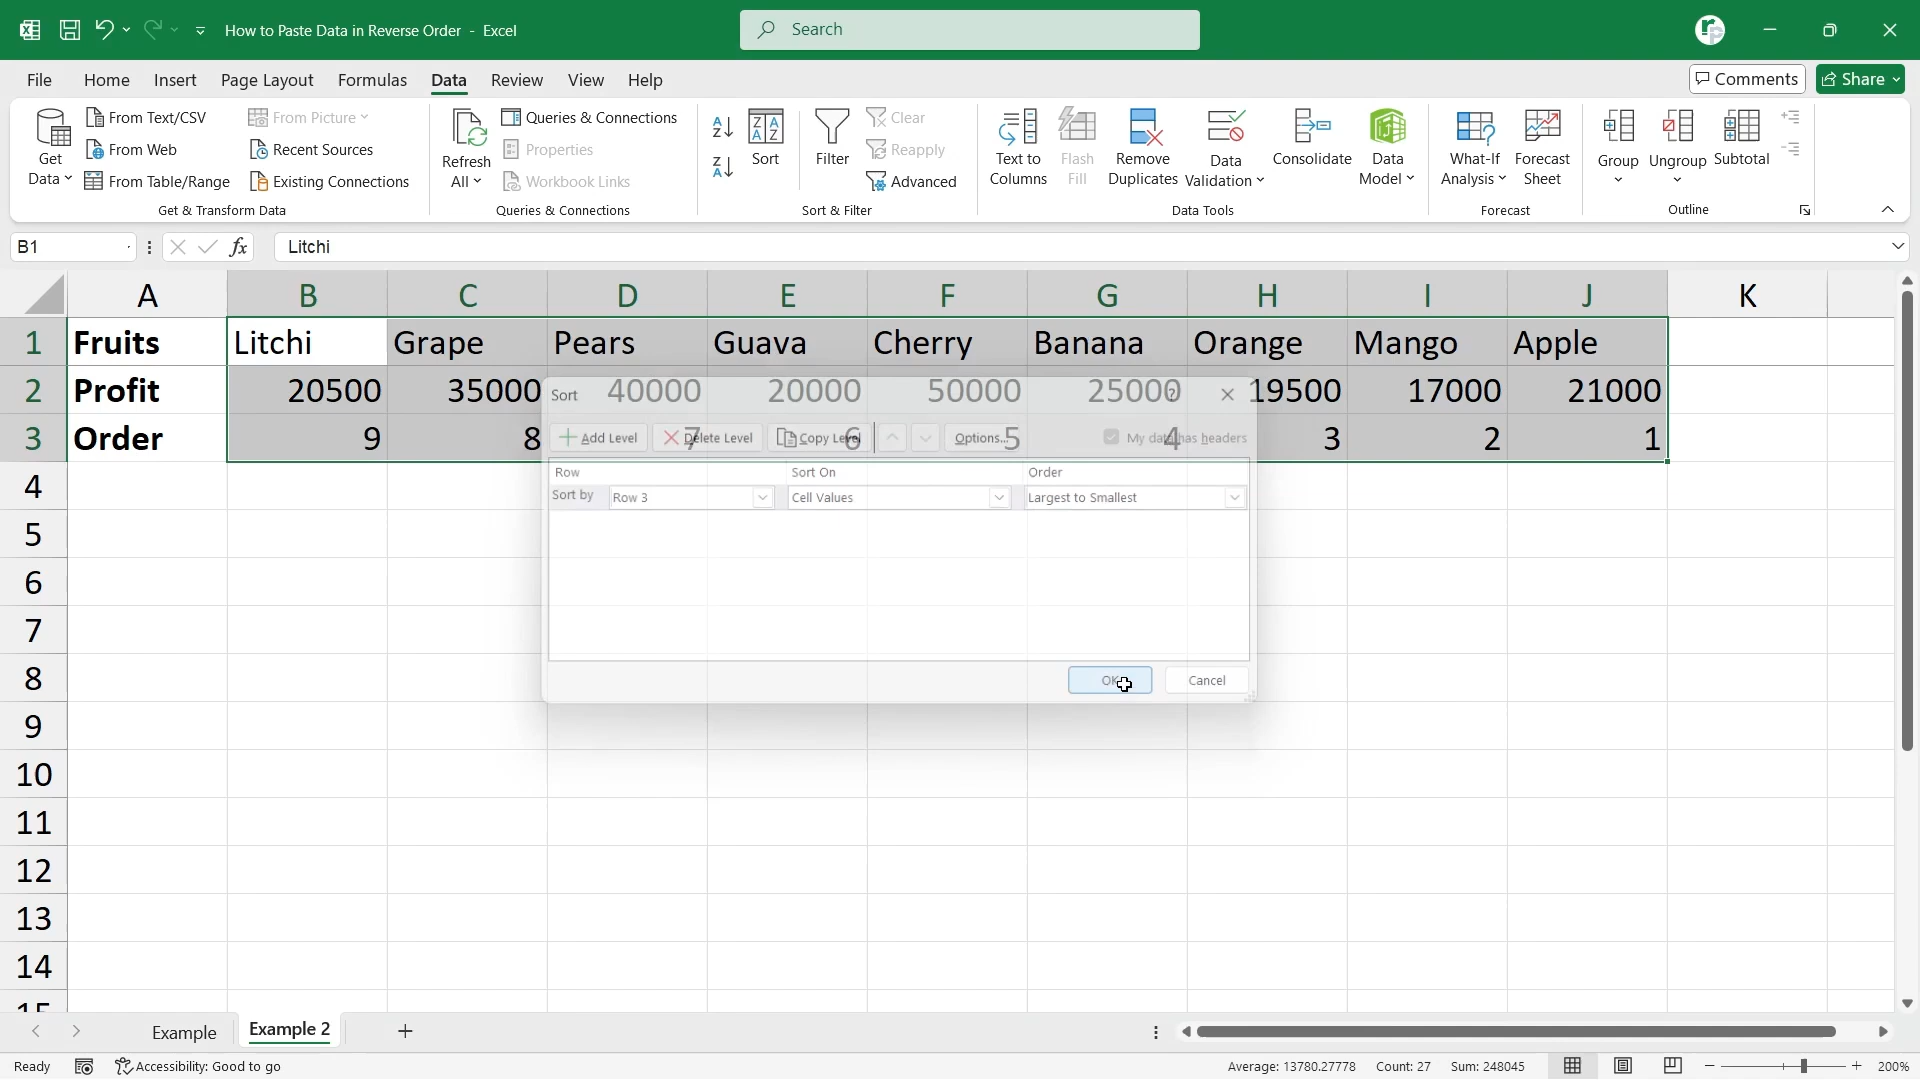 How to Paste Data in Reverse Order - Excel
Search
File Home Insert Page Layout Formulas Data Review View Help
Comments Share
Get Data
From Text/CSV
From Web
From Table/Range
From Picture
Recent Sources
Existing Connections
Get & Transform Data
Refresh All
Queries & Connections
Properties
Workbook Links
Queries & Connections
Sort
Filter
Clear
Reapply
Advanced
Sort & Filter
Text to Columns
Flash Fill
Remove Duplicates
Data Validation
Consolidate
Data Model
Data Tools
What-If Analysis
Forecast Sheet
Forecast
Group
Ungroup
Subtotal
Outline
B1 fx Litchi
A B C D E F G H I J K
1 Fruits Litchi Grape Pears Guava Cherry Banana Orange Mango Apple
2 Profit 20500 35000 40000 20000 50000 25000 19500 17000 21000
3 Order 9 8 7 6 5 4 3 2 1
Sort ?
Add Level Delete Level Copy Level Options... My data has headers
Row Sort On Order
Sort by Row 3 Cell Values Largest to Smallest
OK Cancel
4
5
6
7
8
9
10
11
12
13
14
15
Example Example 2
Ready Accessibility: Good to go Average: 13780.27778 Count: 27 Sum: 248045 200%